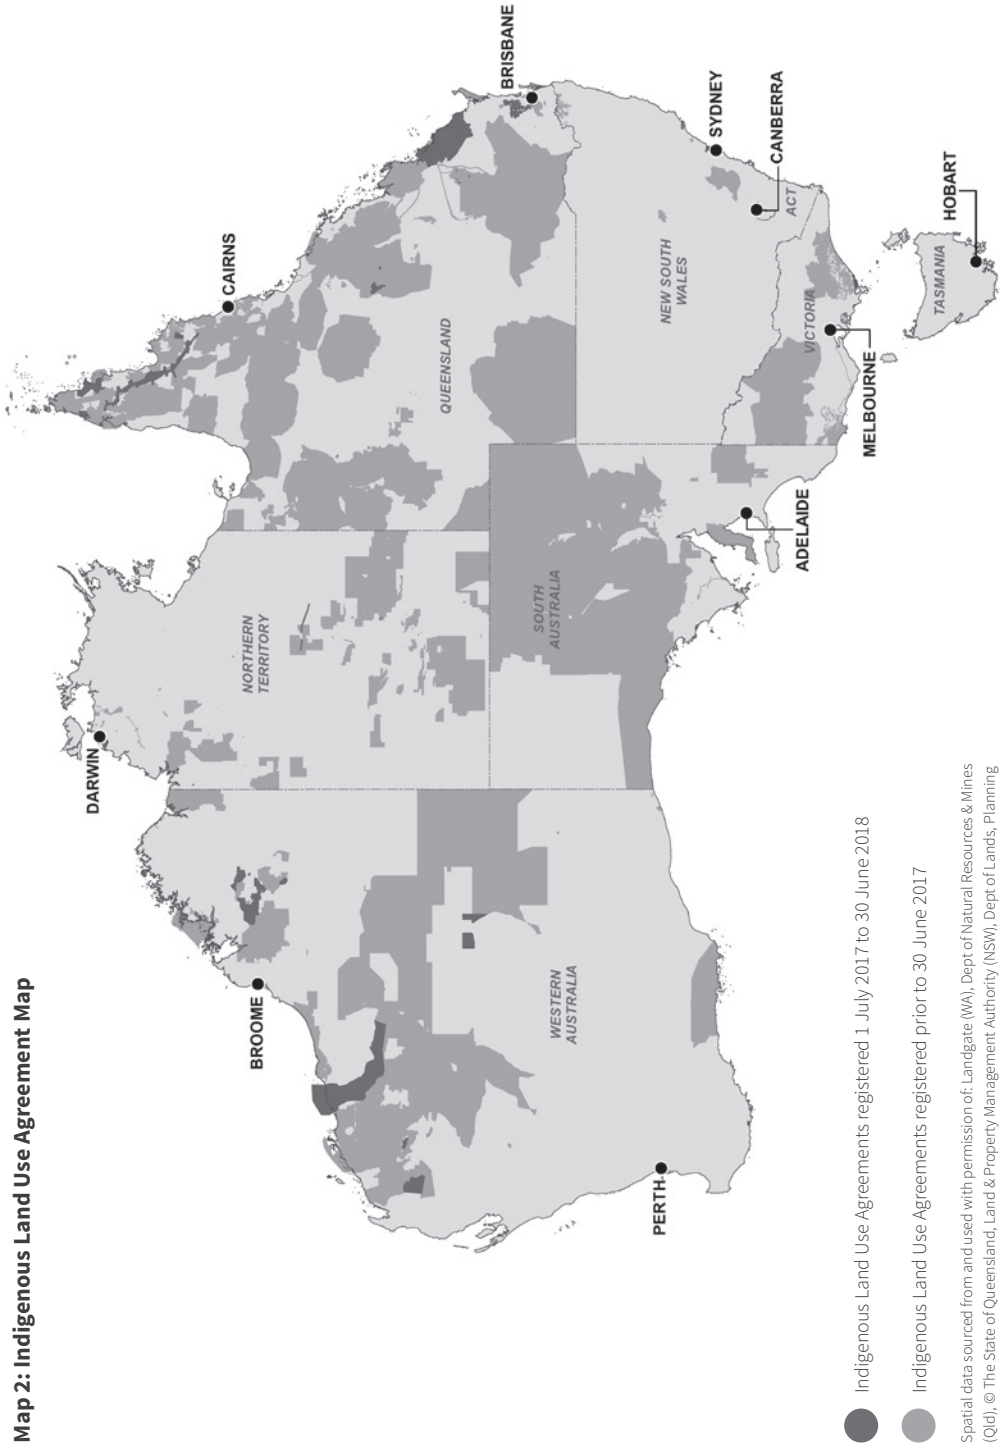 Map 2: Indigenous Land Use Agreement Map
DARWIN
CAIRNS
BROOME
NORTHERN
TERRITORY
QUEENSLAND
BRISBANE
WESTERN
AUSTRALIA
SOUTH
AUSTRALIA
NEW SOUTH
WALES
PERTH
ADELAIDE
SYDNEY
CANBERRA
ACT
VICTORIA
MELBOURNE
TASMANIA
HOBART
Indigenous Land Use Agreements registered 1 July 2017 to 30 June 2018
Indigenous Land Use Agreements registered prior to 30 June 2017
Spatial data sourced from and used with permission of: Landgate (WA), Dept of Natural Resources & Mines
(Qld), © The State of Queensland, Land & Property Management Authority (NSW), Dept of Lands, Planning